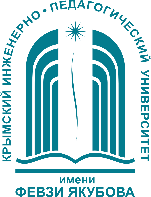 КРЫМСКИЙ ИНЖЕНЕРНО • ПЕДАГОГИЧЕСКИЙ УНИВЕРСИТЕТ
имени
ФЕВЗИ ЯКУБОВА